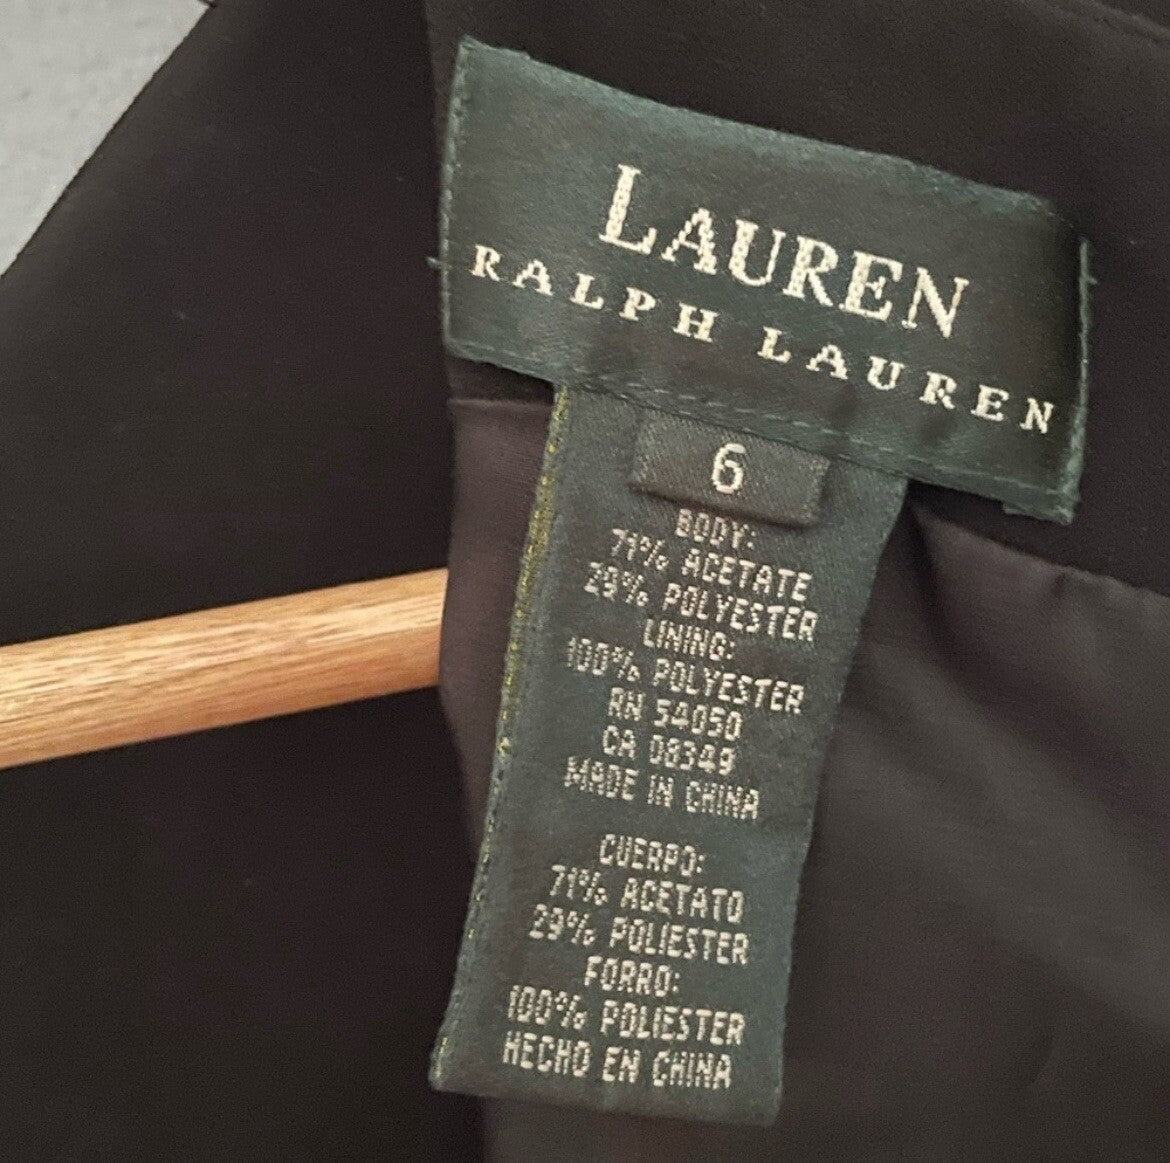 LAUREN
RALPH LAUREN
6
BODY:
71% ACETATE
29% POLYESTER
LINING:
100% POLYESTER
RN 54050
CA 08349
MADE IN CHINA
CUERPO:
71% ACETATO
29% POLIESTER
FORRO:
100% POLIESTER
HECHO EN CHINA